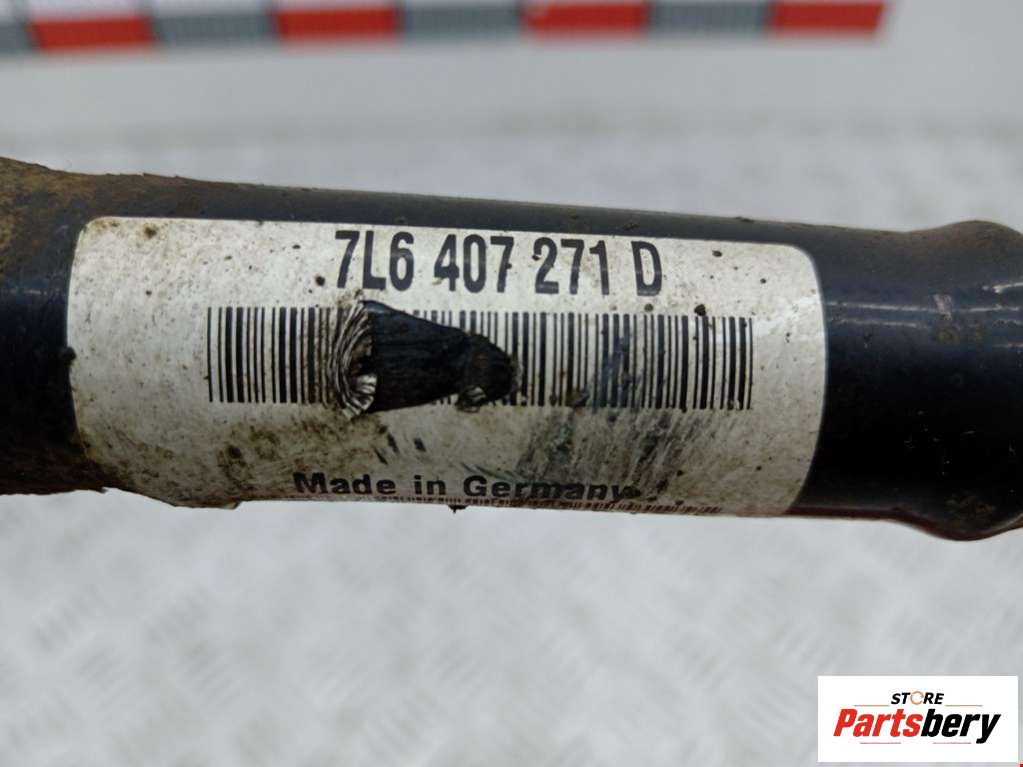 7L6 407 271 D
Made in Germany
STORE
Partsbery